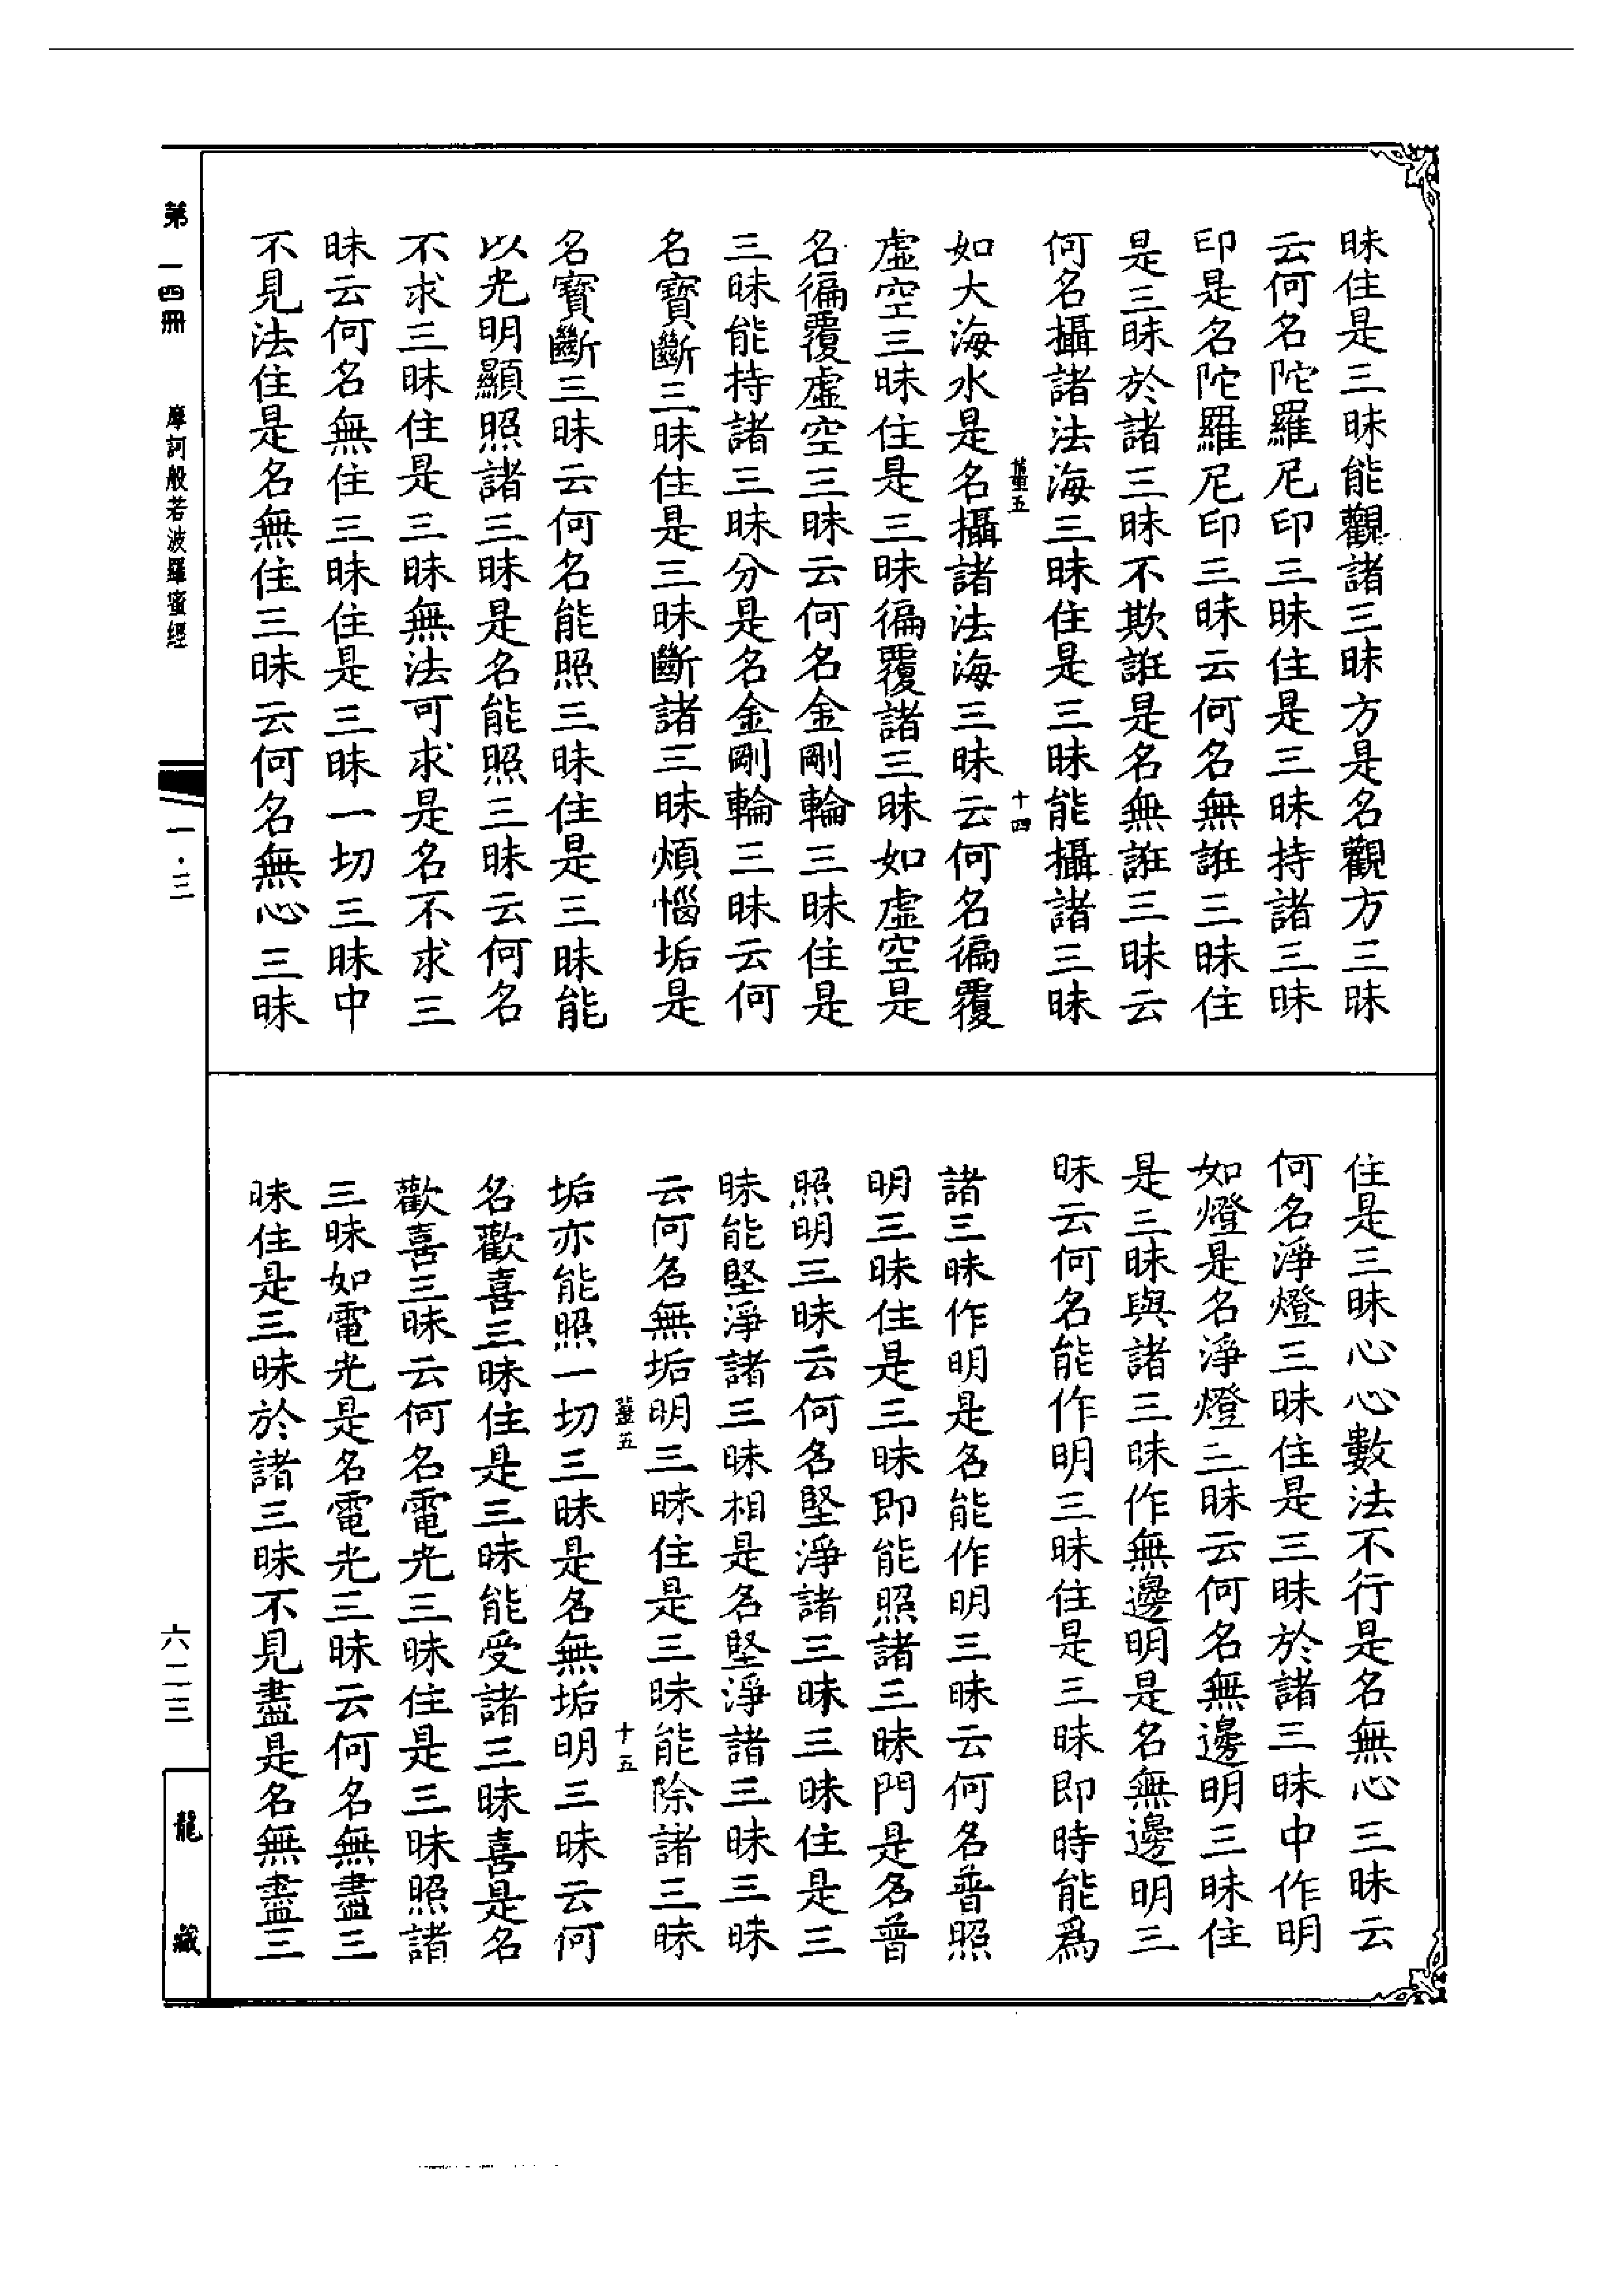 昧住是三昧能觀諸三昧方是名觀方三昧
云何名陀羅尼印三昧住是三昧持諸三昧
印是名陀羅尼印三昧云何名無誑三昧住
是三昧於諸三昧不欺誑是名無誑三昧云
何名攝諸法海三昧住是三昧能攝諸三昧
薑五
十四
如大海水是名攝諸法海三昧云何名徧覆
虛空三昧住是三昧徧覆諸三昧如虛空是
名徧覆虛空三昧云何名金剛輪三昧住是
三昧能持諸三昧分是名金剛輪三昧云何
名寶斷三昧住是三昧斷諸三昧煩惱垢是
名寶斷三昧云何名能照三昧住是三昧能
以光明顯照諸三昧是名能照三昧云何名
不求三昧住是三昧無法可求是名不求三
昧云何名無住三昧住是三昧一切三昧中
不見法住是名無住三昧云何名無心三昧
住是三昧心心數法不行是名無心三昧云
何名淨燈三昧住是三昧於諸三昧中作明
如燈是名淨燈三昧云何名無邊明三昧住
是三昧與諸三昧作無邊明是名無邊明三
昧云何名能作明三昧住是三昧即時能爲
諸三昧作明是名能作明三昧云何名普照
明三昧住是三昧即能照諸三昧門是名普
照明三昧云何名堅淨諸三昧三昧住是三
昧能堅淨諸三昧相是名堅淨諸三昧三昧
云何名無垢明三昧住是三昧能除諸三昧
薑五
十五
垢亦能照一切三昧是名無垢明三昧云何
名歡喜三昧住是三昧能受諸三昧喜是名
歡喜三昧云何名電光三昧住是三昧照諸
三昧如電光是名電光三昧云何名無盡三
昧住是三昧於諸三昧不見盡是名無盡三
第一四冊
摩訶般若波羅蜜經
一·三
六二三
龍藏